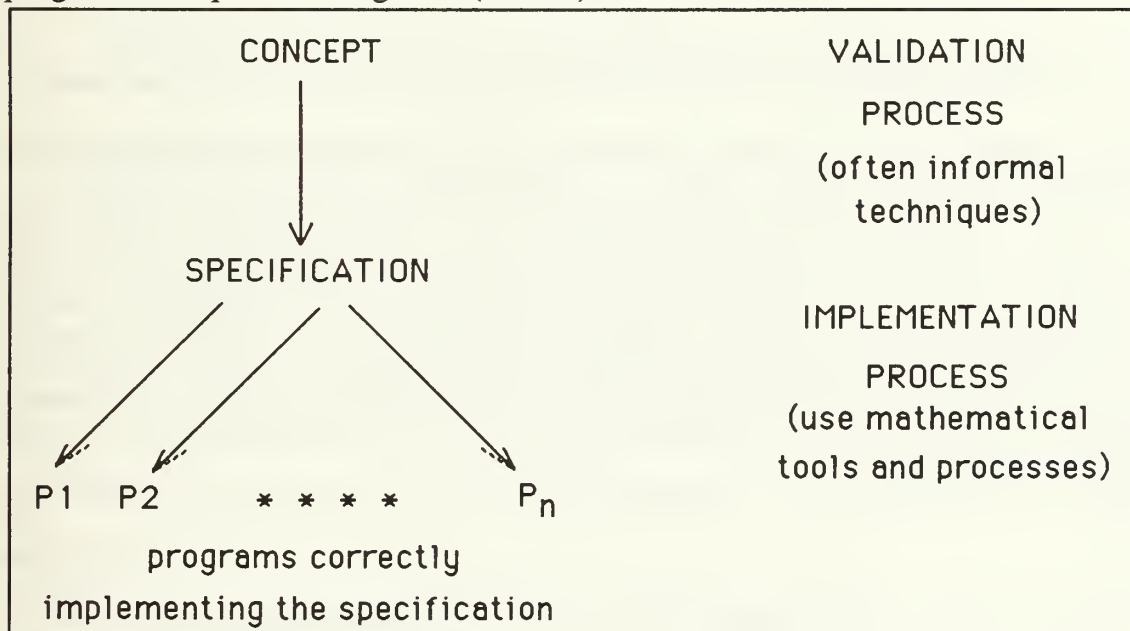 CONCEPT
SPECIFICATION
P1 P2 * * * * Pn
programs correctly
implementing the specification
VALIDATION
PROCESS
(often informal
techniques)
IMPLEMENTATION
PROCESS
(use mathematical
tools and processes)